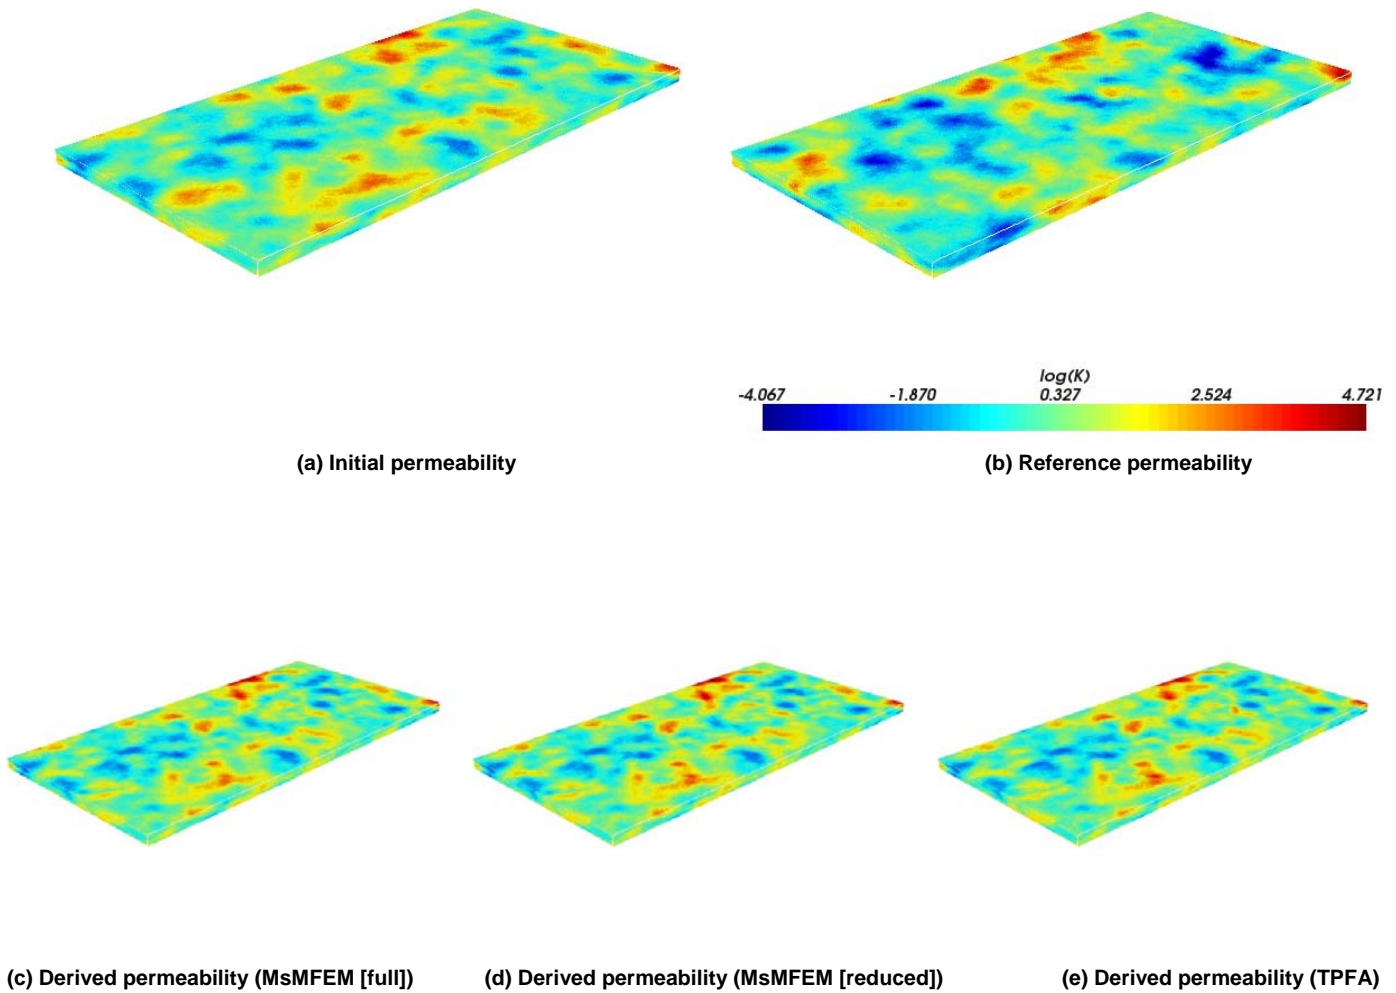 log(K)
-4.067 -1.870 0.327 2.524 4.721
(a) Initial permeability
(b) Reference permeability
(c) Derived permeability (MsMFEM [full])
(d) Derived permeability (MsMFEM [reduced])
(e) Derived permeability (TPFA)